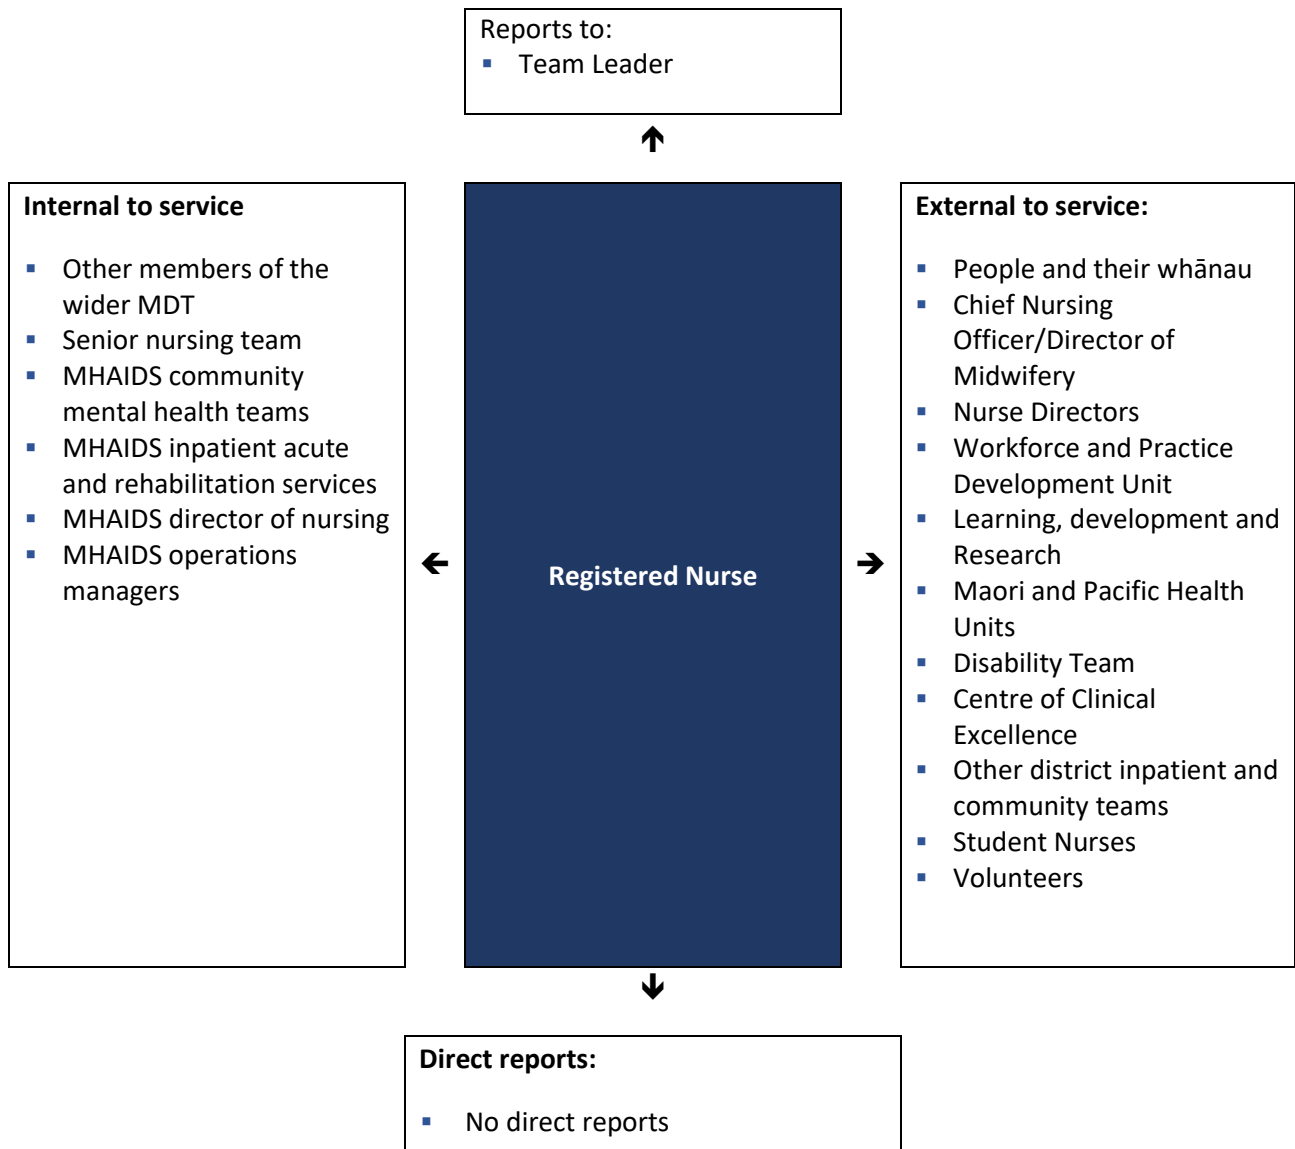 Reports to:
▪ Team Leader
Internal to service
▪ Other members of the
wider MDT
▪ Senior nursing team
▪ MHAIDS community
mental health teams
▪ MHAIDS inpatient acute
and rehabilitation services
▪ MHAIDS director of nursing
▪ MHAIDS operations
managers
Registered Nurse
External to service:
▪ People and their whānau
▪ Chief Nursing
Officer/Director of
Midwifery
▪ Nurse Directors
▪ Workforce and Practice
Development Unit
▪ Learning, development and
Research
▪ Maori and Pacific Health
Units
▪ Disability Team
▪ Centre of Clinical
Excellence
▪ Other district inpatient and
community teams
▪ Student Nurses
▪ Volunteers
Direct reports:
▪ No direct reports